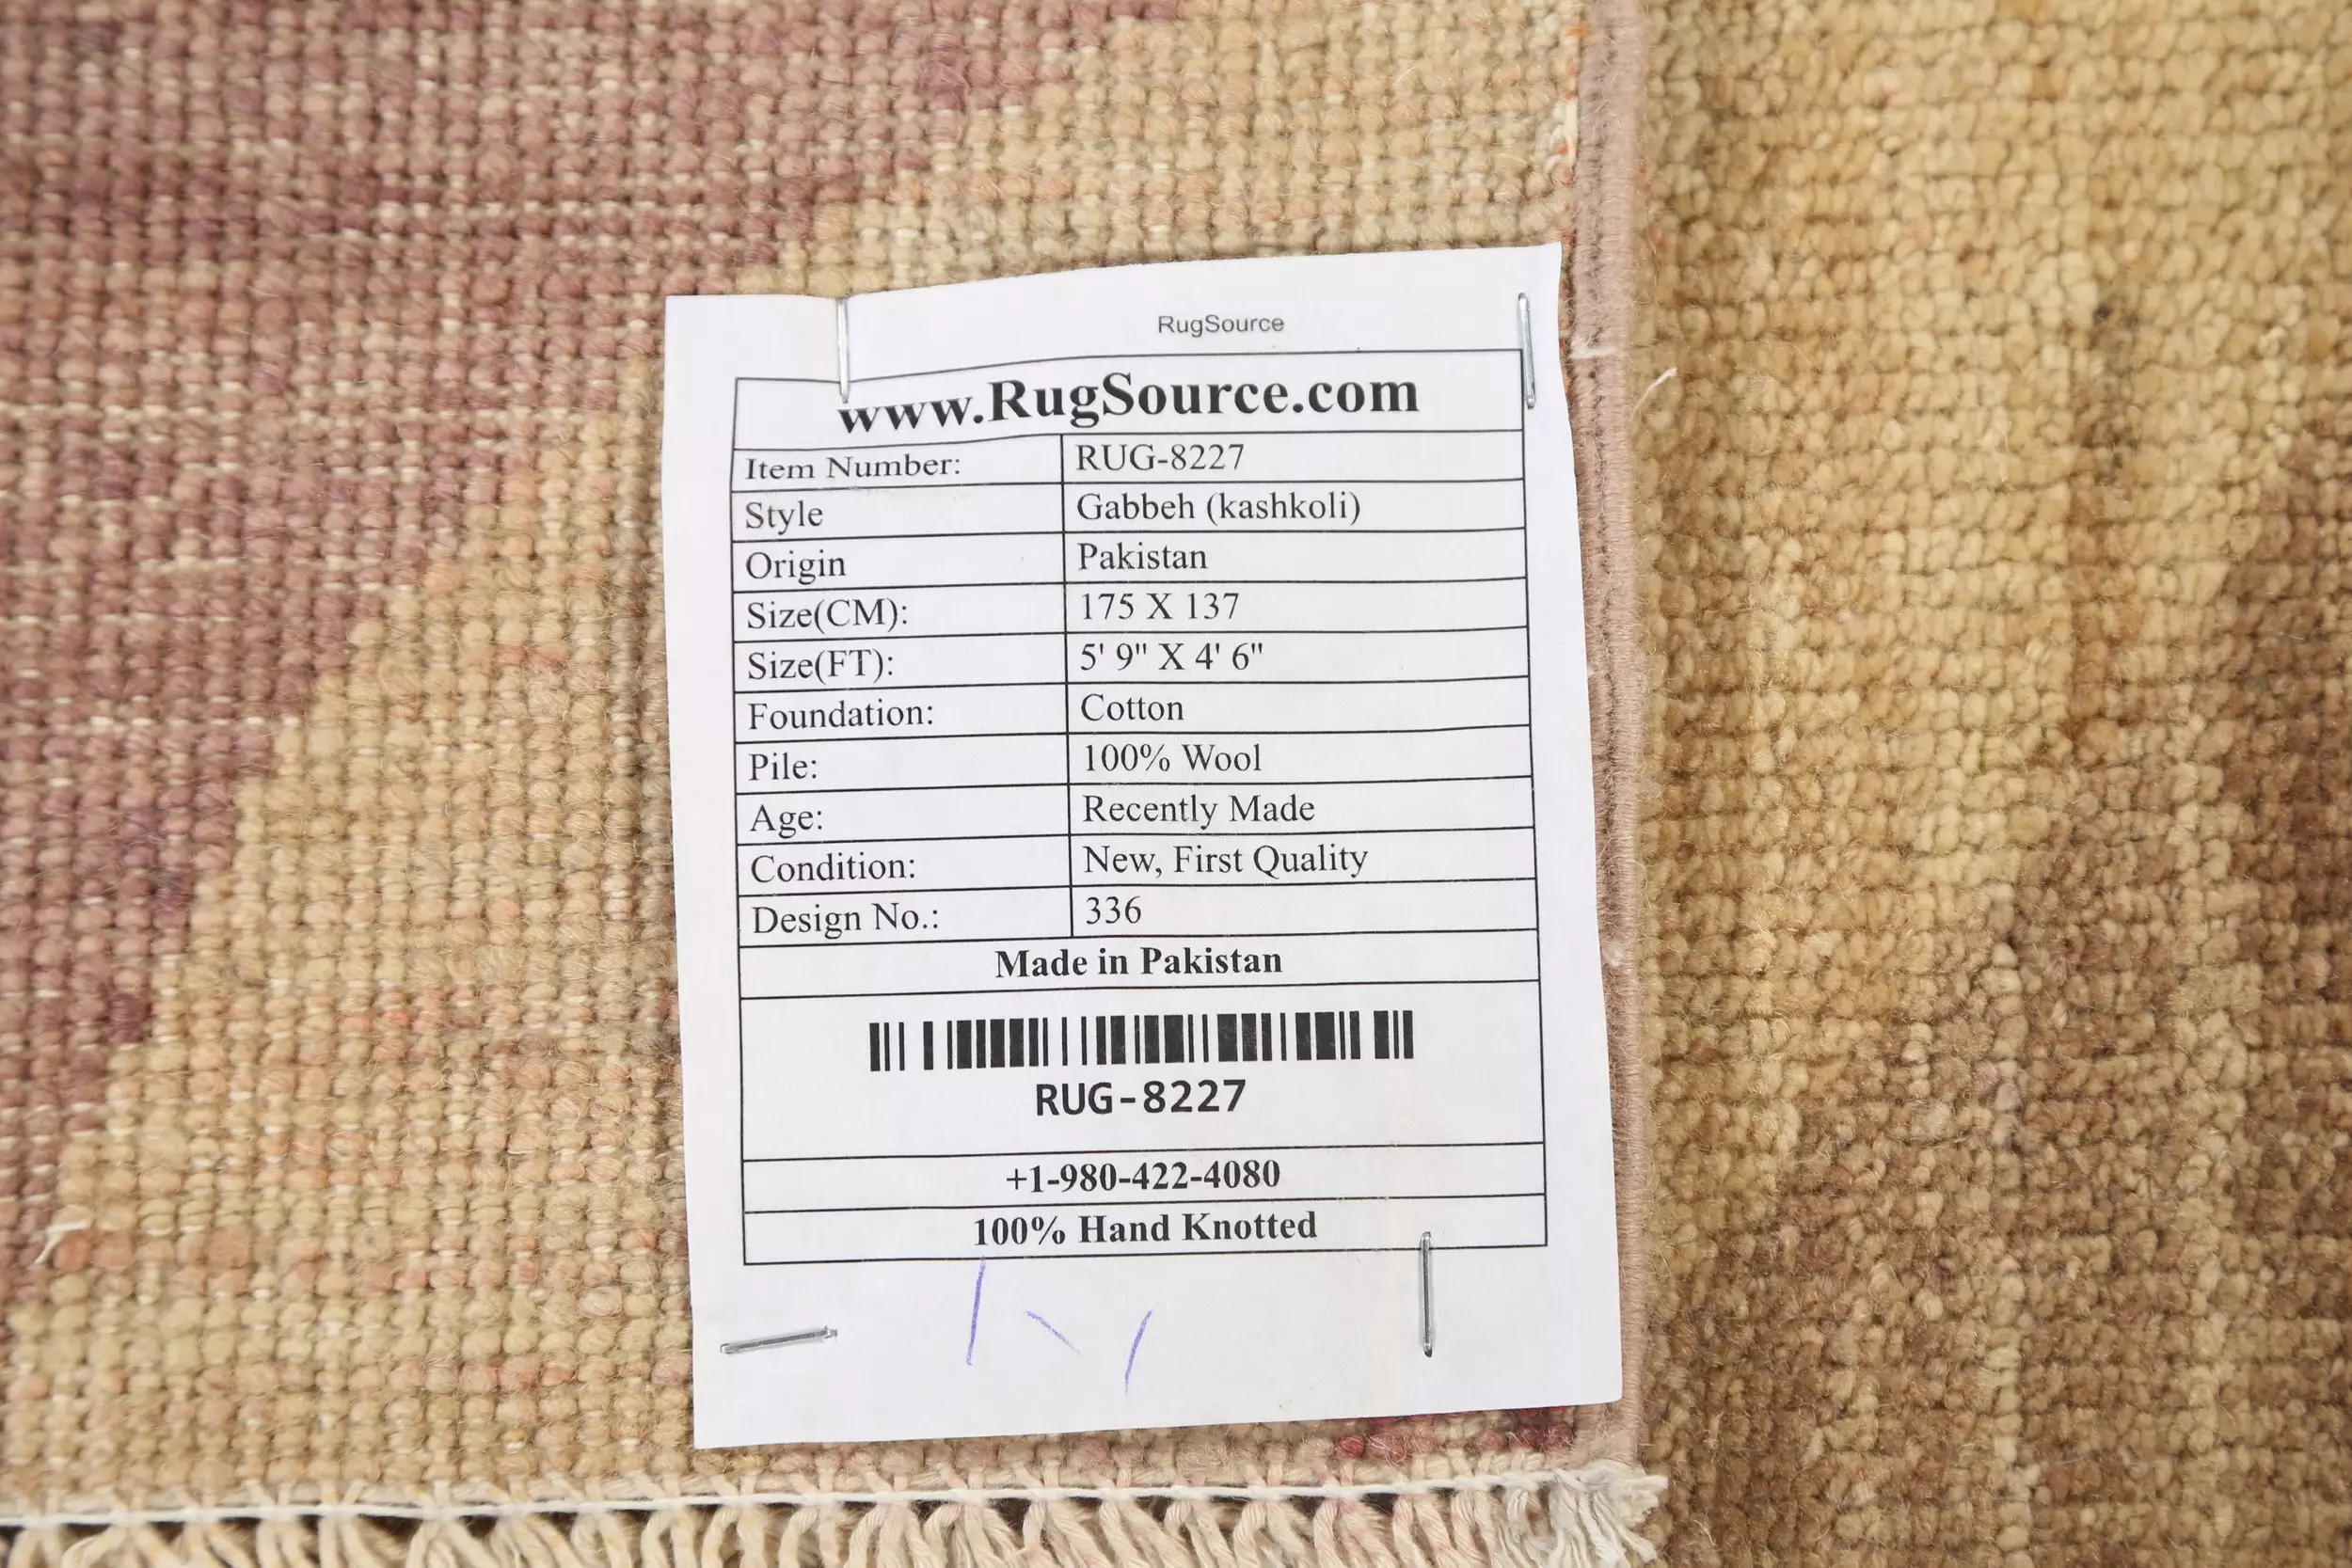 RugSource
www.RugSource.com
Item Number: RUG-8227
Style Gabbeh (kashkoli)
Origin Pakistan
Size(CM): 175 X 137
Size(FT): 5' 9" X 4' 6"
Foundation: Cotton
Pile: 100% Wool
Age: Recently Made
Condition: New, First Quality
Design No.: 336
Made in Pakistan
RUG-8227
+1-980-422-4080
100% Hand Knotted